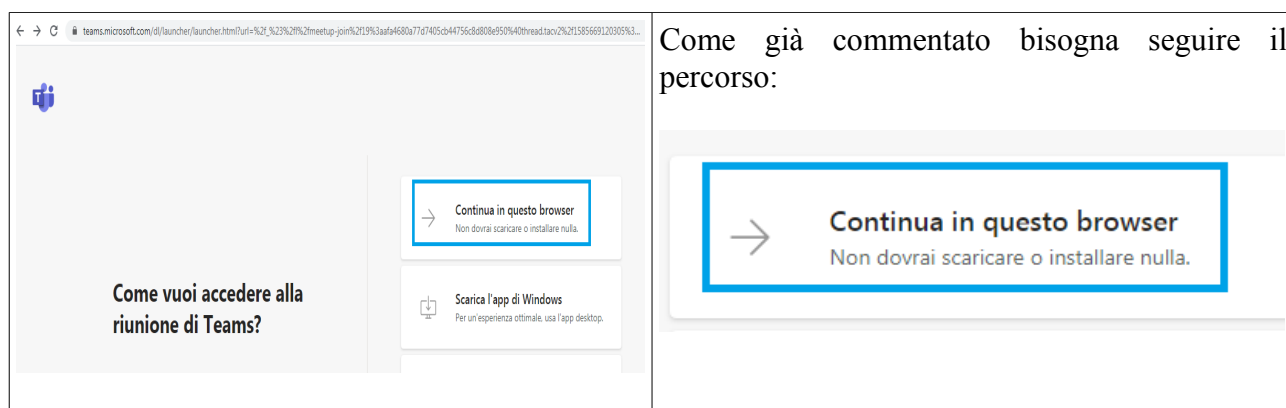 teams.microsoft.com/dl/launcher/launcher.html?url=%2f_%23%2fl%2fmeetup-join%2f19%3aafa4680a77d7405cb44756c8d808e950%40thread.tacv2%2f1585669120305%3...
Continua in questo browser
Non dovrai scaricare o installare nulla.
Come vuoi accedere alla
riunione di Teams?
Scarica l'app di Windows
Per un'esperienza ottimale, usa l'app desktop.
Come già commentato bisogna seguire il
percorso:
Continua in questo browser
Non dovrai scaricare o installare nulla.